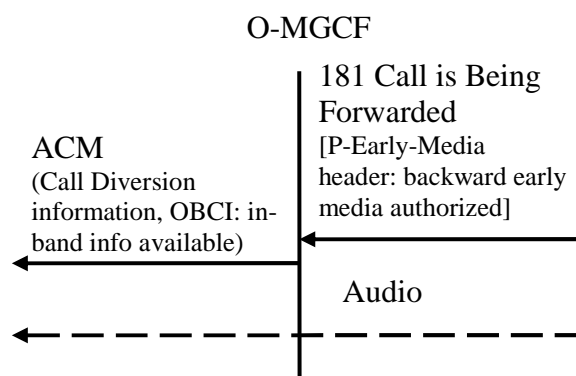 O-MGCF
181 Call is Being
Forwarded
[P-Early-Media
header: backward early
media authorized]
ACM
(Call Diversion
information, OBCI: in-
band info available)
Audio